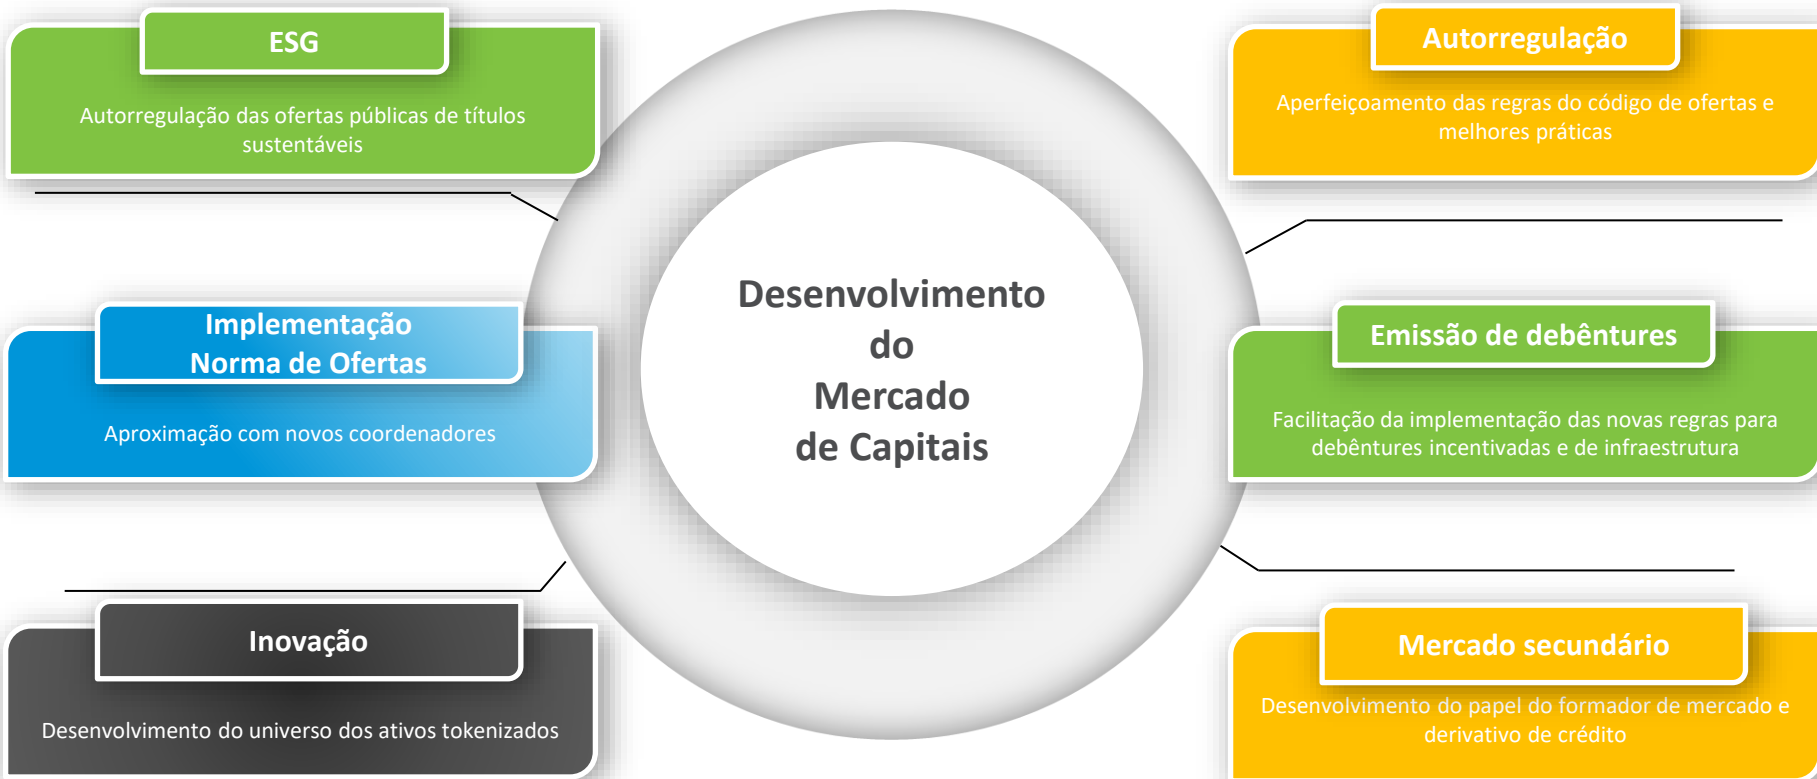 ESG
Autorregulação das ofertas públicas de títulos
sustentáveis
Implementação
Norma de Ofertas
Aproximação com novos coordenadores
Inovação
Desenvolvimento do universo dos ativos tokenizados
Desenvolvimento
do
Mercado
de Capitais
Autorregulação
Aperfeiçoamento das regras do código de ofertas e
melhores práticas
Emissão de debêntures
Facilitação da implementação das novas regras para
debêntures incentivadas e de infraestrutura
Mercado secundário
Desenvolvimento do papel do formador de mercado e
derivativo de crédito